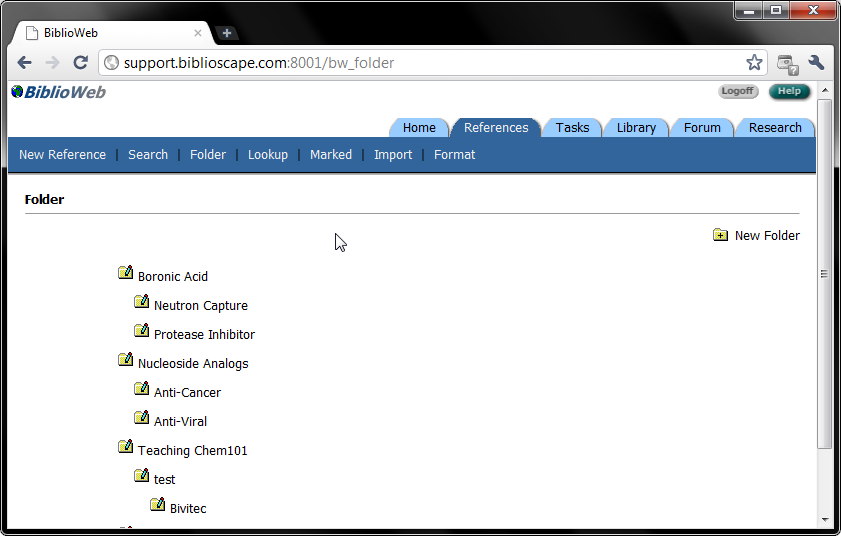 BiblioWeb
support.biblioscape.com:8001/bw_folder
BiblioWeb
Logoff Help
Home References Tasks Library Forum Research
New Reference | Search | Folder | Lookup | Marked | Import | Format
Folder
New Folder
Boronic Acid
Neutron Capture
Protease Inhibitor
Nucleoside Analogs
Anti-Cancer
Anti-Viral
Teaching Chem101
test
Bivitec